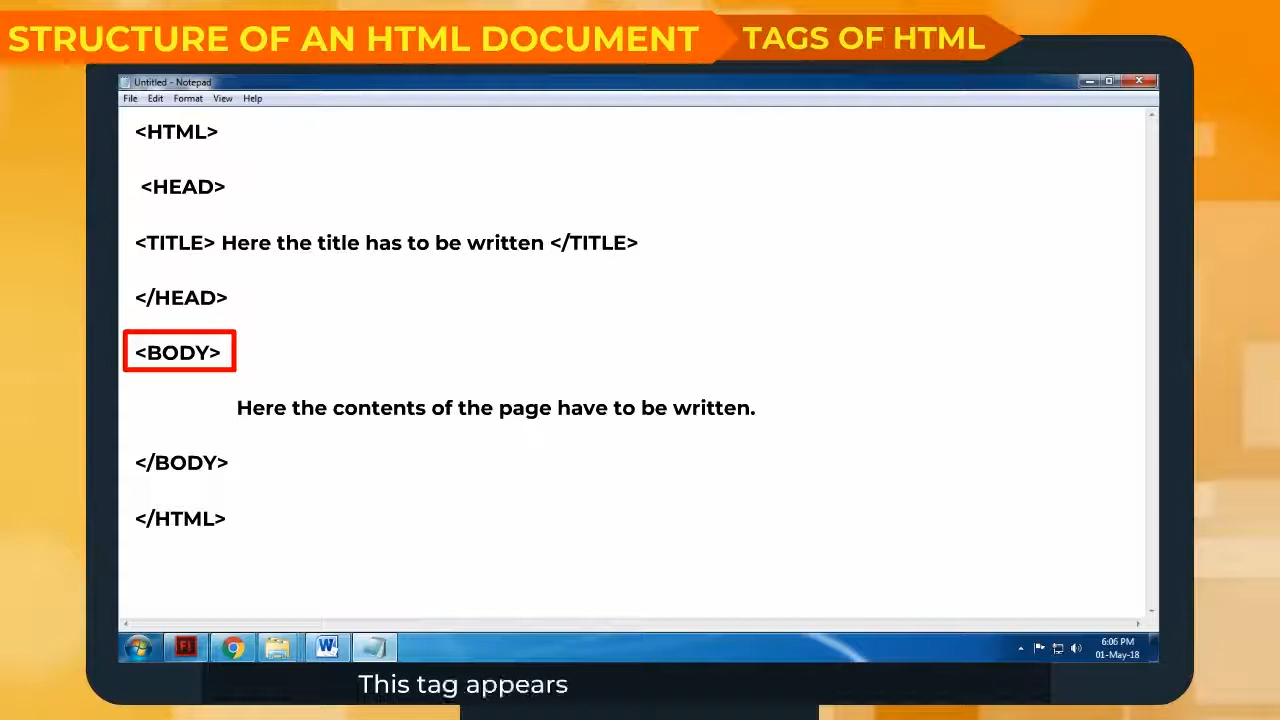 STRUCTURE OF AN HTML DOCUMENT TAGS OF HTML
Untitled - Notepad
File Edit Format View Help
<HTML>
<HEAD>
<TITLE> Here the title has to be written </TITLE>
</HEAD>
<BODY>
Here the contents of the page have to be written.
</BODY>
</HTML>
Fl W 6:06 PM
01-May-18
This tag appears